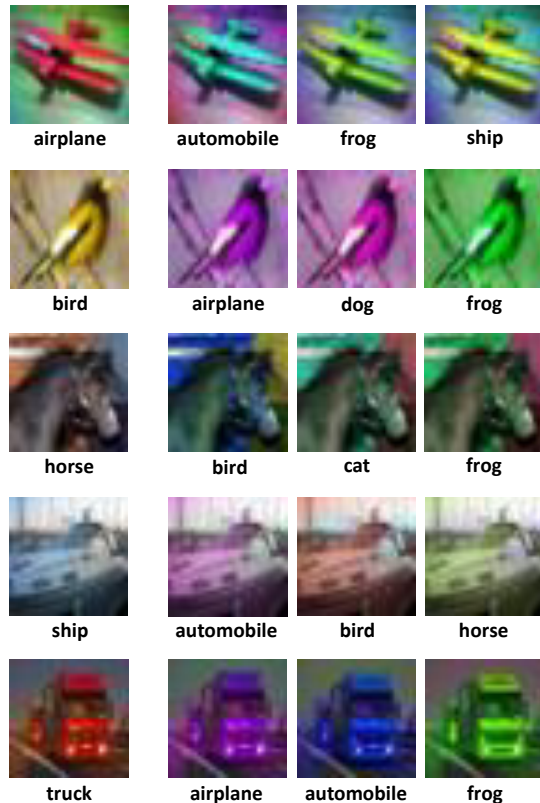 airplane automobile frog ship
bird airplane dog frog
horse bird cat frog
ship automobile bird horse
truck airplane automobile frog